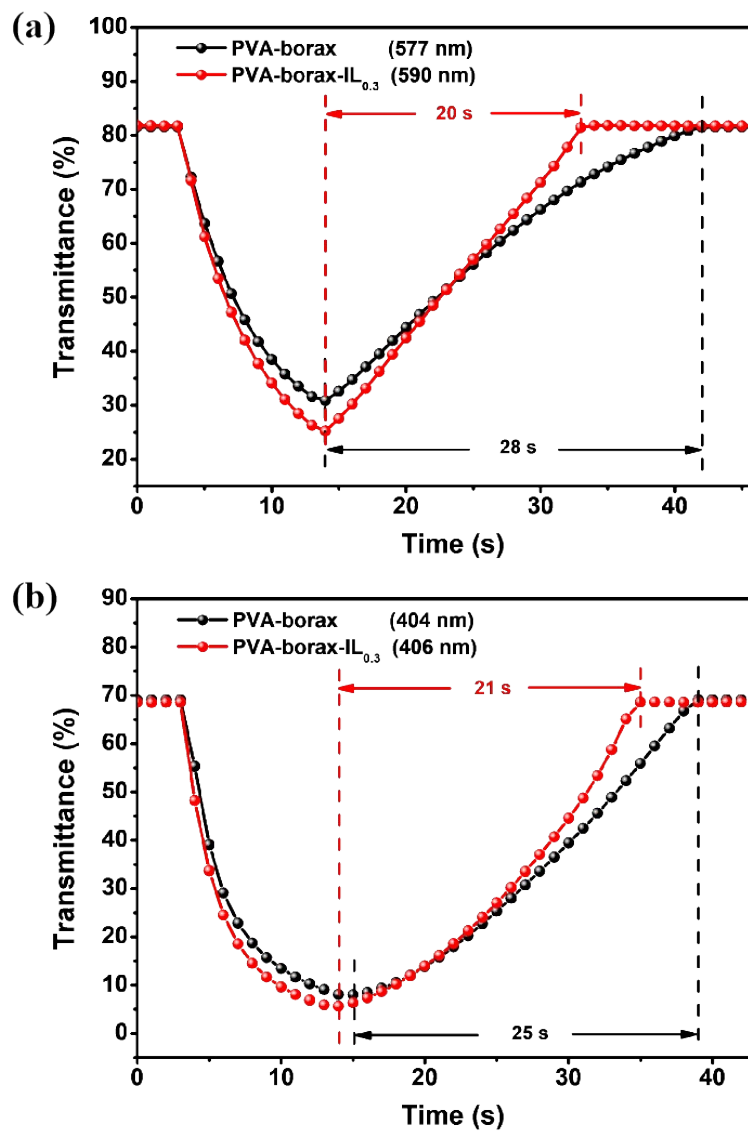 (a)
100
90
80
70
60
50
40
30
20
Transmittance (%)
PVA-borax (577 nm)
PVA-borax-IL0.3 (590 nm)
20 s
28 s
0 10 20 30 40
Time (s)
(b)
90
80
70
60
50
40
30
20
10
0
Transmittance (%)
PVA-borax (404 nm)
PVA-borax-IL0.3 (406 nm)
21 s
25 s
0 10 20 30 40
Time (s)